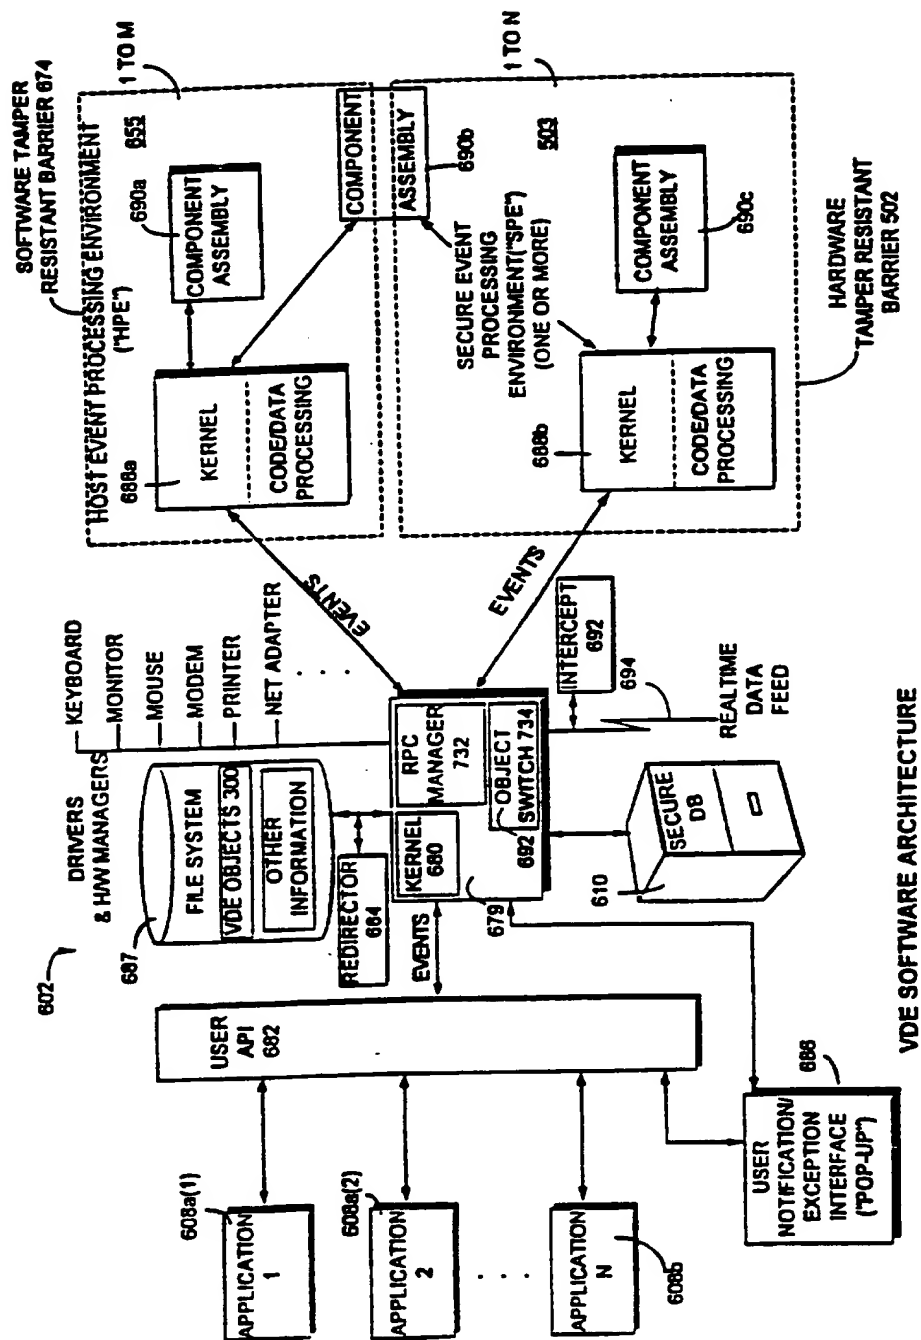 602
DRIVERS
& H/W MANAGERS
KEYBOARD
MONITOR
MOUSE
MODEM
PRINTER
NET ADAPTER
. . .
SOFTWARE TAMPER
RESISTANT BARRIER 674
HOST EVENT PROCESSING ENVIRONMENT
("HPE")
655
1 TO M
688a
KERNEL
CODE/DATA
PROCESSING
690a
COMPONENT
ASSEMBLY
COMPONENT
ASSEMBLY
690b
687
FILE SYSTEM
VDE OBJECTS 300
OTHER
INFORMATION
REDIRECTOR
684
608a(1)
APPLICATION
1
608a(2)
APPLICATION
2
. . .
APPLICATION
N
608b
USER
API
682
EVENTS
KERNEL
680
RPC
MANAGER
732
692
OBJECT
SWITCH 734
679
EVENTS
EVENTS
SECURE EVENT
PROCESSING
ENVIRONMENT("SPE")
(ONE OR MORE)
503
1 TO N
688b
KERNEL
CODE/DATA
PROCESSING
COMPONENT
ASSEMBLY
690c
HARDWARE
TAMPER RESISTANT
BARRIER 502
INTERCEPT
692
694
REALTIME
DATA
FEED
610
SECURE
DB
USER
NOTIFICATION/
EXCEPTION
INTERFACE
("POP-UP")
686
VDE SOFTWARE ARCHITECTURE